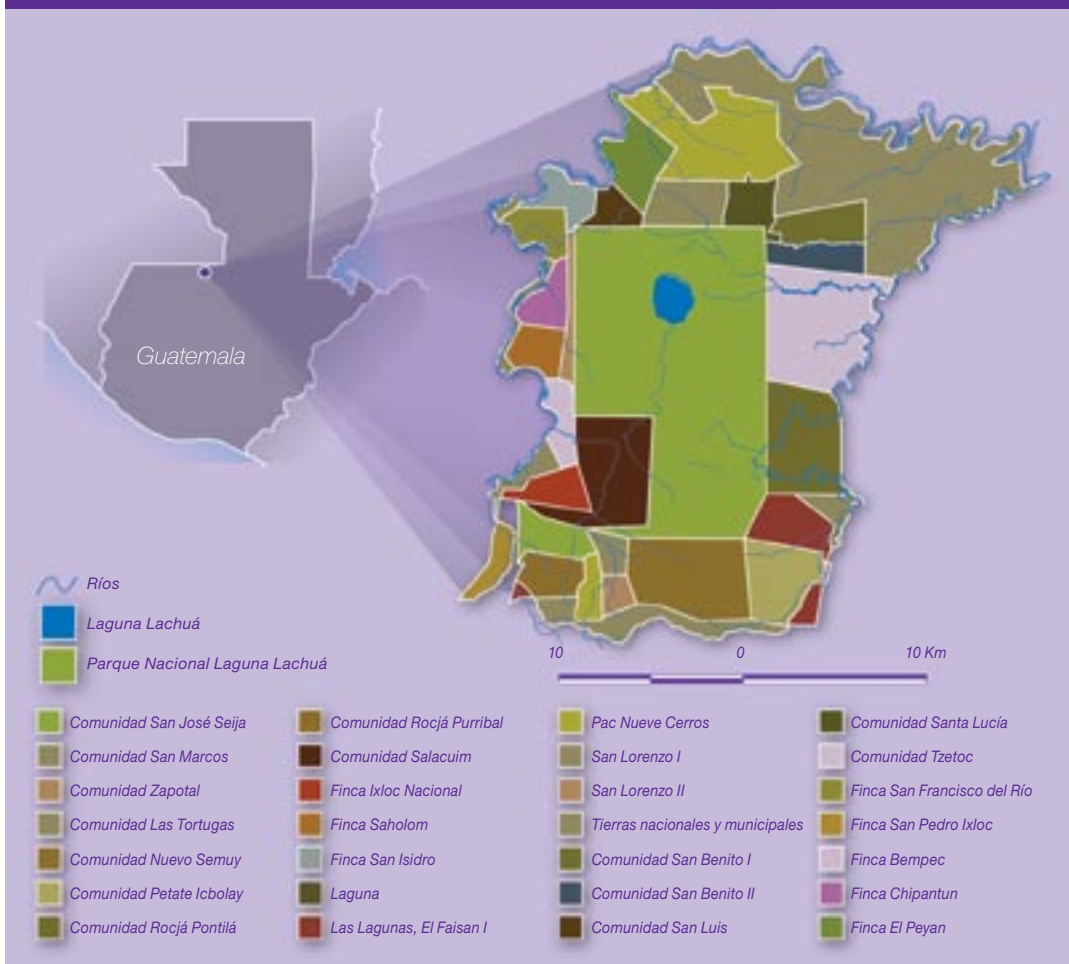 Guatemala
Ríos
Laguna Lachuá
Parque Nacional Laguna Lachuá
10 0 10 Km
Comunidad San José Seija
Comunidad San Marcos
Comunidad Zapotal
Comunidad Las Tortugas
Comunidad Nuevo Semuy
Comunidad Petate Icbolay
Comunidad Rocjá Pontilá
Comunidad Rocjá Purribal
Comunidad Salacuim
Finca Ixloc Nacional
Finca Saholom
Finca San Isidro
Laguna
Las Lagunas, El Faisan I
Pac Nueve Cerros
San Lorenzo I
San Lorenzo II
Tierras nacionales y municipales
Comunidad San Benito I
Comunidad San Benito II
Comunidad San Luis
Comunidad Santa Lucía
Comunidad Tzetoc
Finca San Francisco del Río
Finca San Pedro Ixloc
Finca Bempec
Finca Chipantun
Finca El Peyan